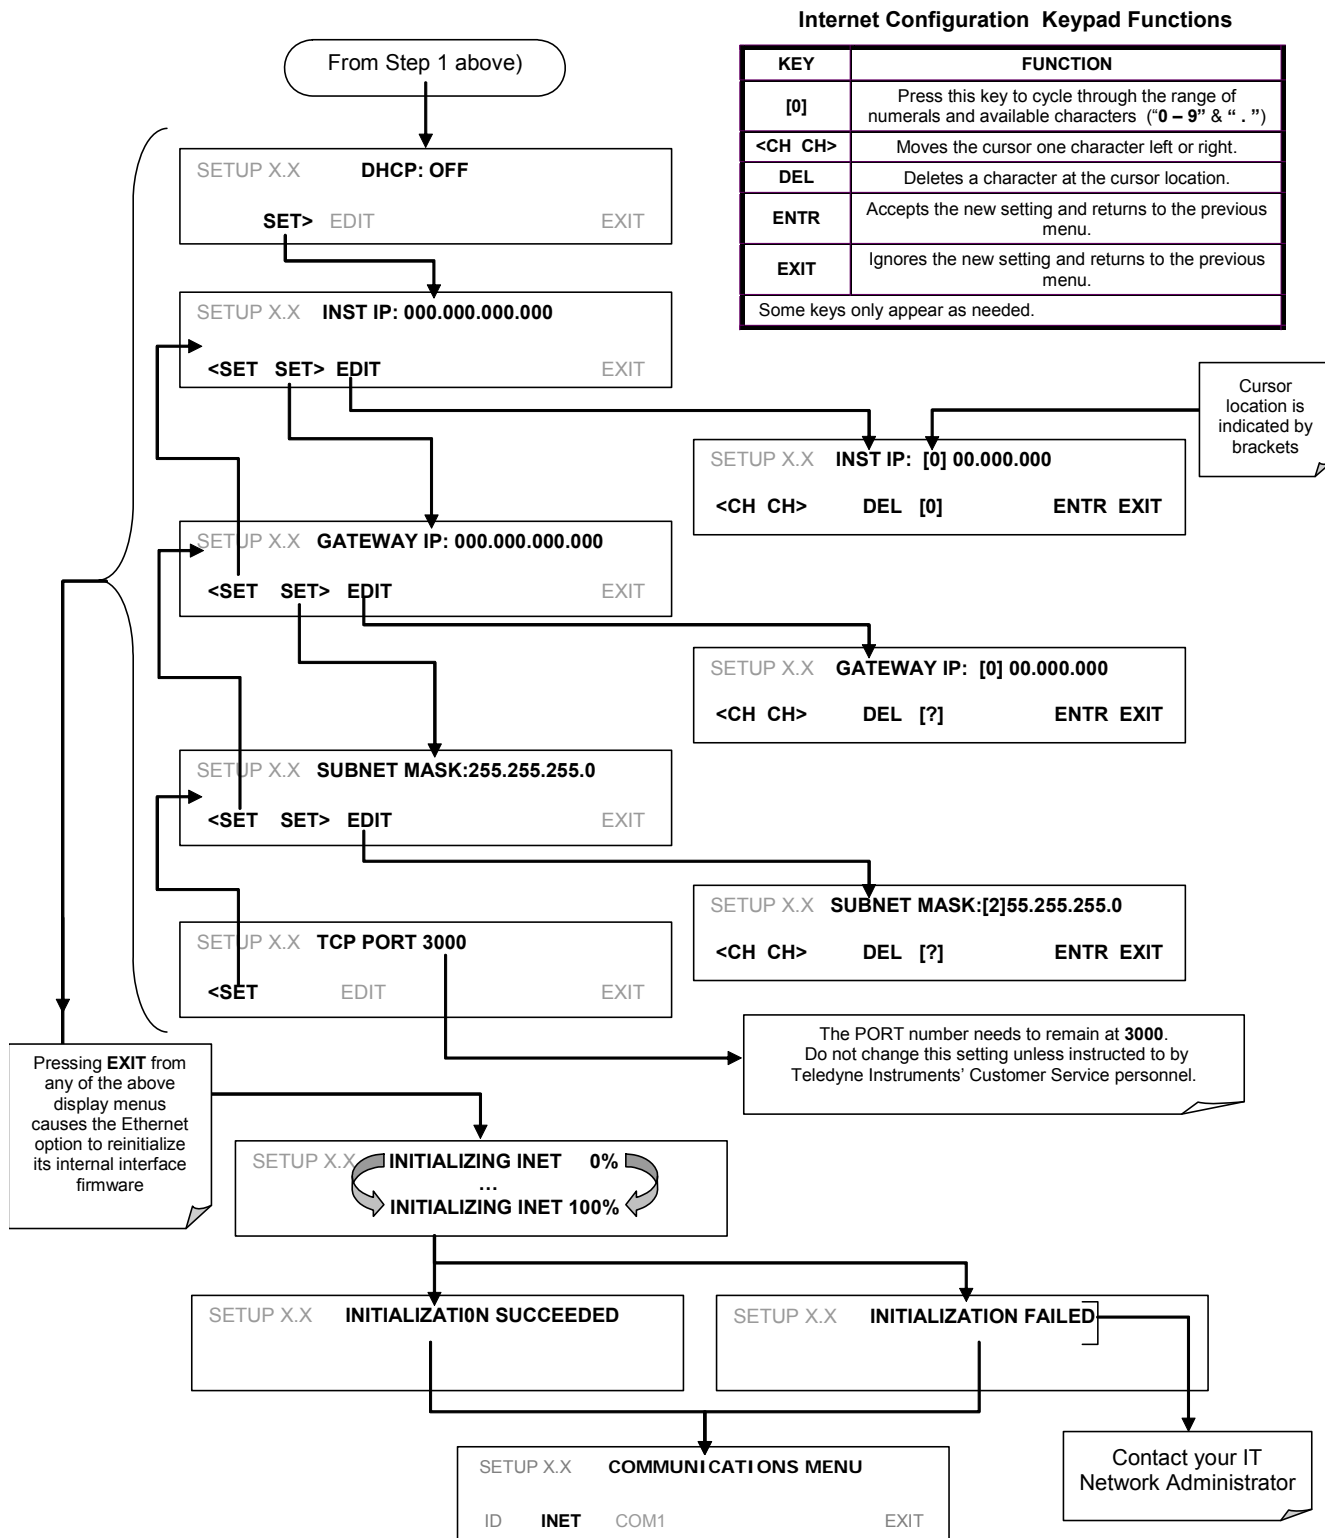 Internet Configuration Keypad Functions
KEY FUNCTION
[0] Press this key to cycle through the range of
numerals and available characters (“0 – 9” & “ . ”)
<CH CH> Moves the cursor one character left or right.
DEL Deletes a character at the cursor location.
ENTR Accepts the new setting and returns to the previous
menu.
EXIT Ignores the new setting and returns to the previous
menu.
Some keys only appear as needed.
From Step 1 above)
SETUP X.X DHCP: OFF
SET> EDIT EXIT
SETUP X.X INST IP: 000.000.000.000
<SET SET> EDIT EXIT
Cursor
location is
indicated by
brackets
SETUP X.X INST IP: [0] 00.000.000
<CH CH> DEL [0] ENTR EXIT
SETUP X.X GATEWAY IP: 000.000.000.000
<SET SET> EDIT EXIT
SETUP X.X GATEWAY IP: [0] 00.000.000
<CH CH> DEL [?] ENTR EXIT
SETUP X.X SUBNET MASK:255.255.255.0
<SET SET> EDIT EXIT
SETUP X.X SUBNET MASK:[2]55.255.255.0
<CH CH> DEL [?] ENTR EXIT
SETUP X.X TCP PORT 3000
<SET EDIT EXIT
The PORT number needs to remain at 3000.
Do not change this setting unless instructed to by
Teledyne Instruments’ Customer Service personnel.
Pressing EXIT from
any of the above
display menus
causes the Ethernet
option to reinitialize
its internal interface
firmware
SETUP X.X INITIALIZING INET 0%
…
INITIALIZING INET 100%
SETUP X.X INITIALIZATI0N SUCCEEDED
SETUP X.X INITIALIZATION FAILED
Contact your IT
Network Administrator
SETUP X.X COMMUNICATIONS MENU
ID INET COM1 EXIT